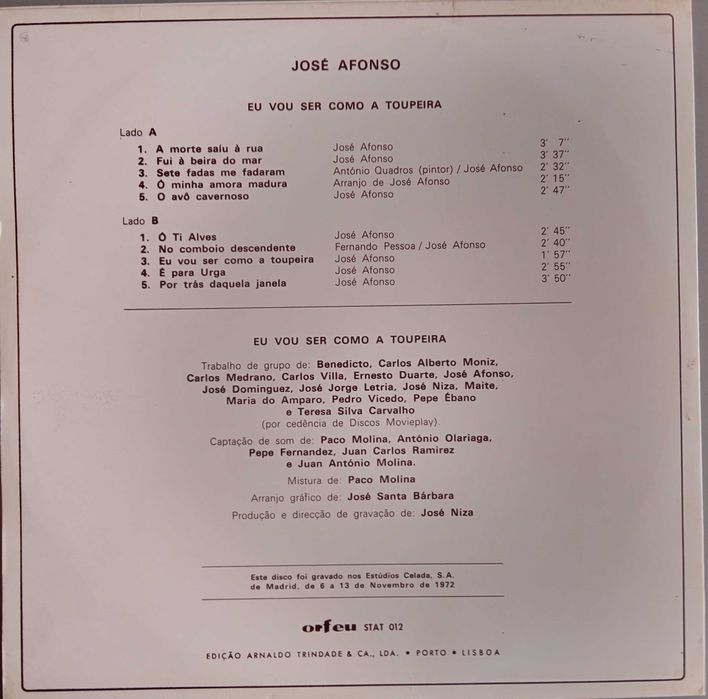 JOSÉ AFONSO
EU VOU SER COMO A TOUPEIRA
Lado A
1. A morte saíu à rua José Afonso 3' 7''
2. Fui à beira do mar José Afonso 3' 37''
3. Sete fadas me fadaram António Quadros (pintor) / José Afonso 2' 32''
4. Ó minha amora madura Arranjo de José Afonso 2' 15''
5. O avô cavernoso José Afonso 2' 47''
Lado B
1. Ó Ti Alves José Afonso 2' 45''
2. No comboio descendente Fernando Pessoa / José Afonso 2' 40''
3. Eu vou ser como a toupeira José Afonso 1' 57''
4. É para Urga José Afonso 2' 55''
5. Por trás daquela janela José Afonso 3' 50''
EU VOU SER COMO A TOUPEIRA
Trabalho de grupo de: Benedicto, Carlos Alberto Moniz,
Carlos Medrano, Carlos Villa, Ernesto Duarte, José Afonso,
José Dominguez, José Jorge Letria, José Niza, Maite,
Maria do Amparo, Pedro Vicedo, Pepe Ébano
e Teresa Silva Carvalho
(por cedência de Discos Movieplay).
Captação de som de: Paco Molina, António Olariaga,
Pepe Fernandez, Juan Carlos Ramirez
e Juan António Molina.
Mistura de: Paco Molina
Arranjo gráfico de: José Santa Bárbara
Produção e direcção de gravação de: José Niza
Este disco foi gravado nos Estúdios Celada, S.A.
de Madrid, de 6 a 13 de Novembro de 1972
orfeu STAT 012
EDIÇÃO ARNALDO TRINDADE & CA., LDA. • PORTO • LISBOA